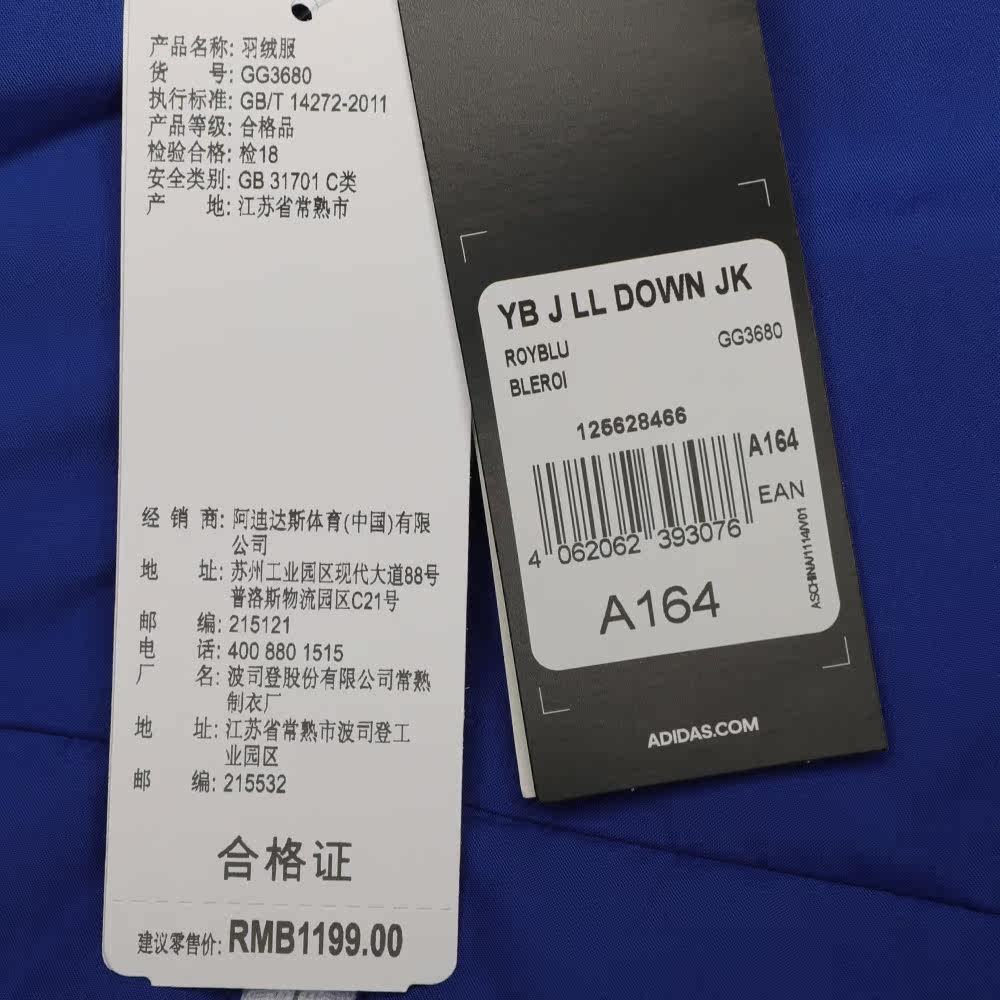 产品名称: 羽绒服
货 号: GG3680
执行标准: GB/T 14272-2011
产品等级: 合格品
检验合格: 检18
安全类别: GB 31701 C类
产 地: 江苏省常熟市
经 销 商: 阿迪达斯体育(中国)有限
公司
地 址: 苏州工业园区现代大道88号
普洛斯物流园区C21号
邮 编: 215121
电 话: 400 880 1515
厂 名: 波司登股份有限公司常熟
制衣厂
地 址: 江苏省常熟市波司登工
业园区
邮 编: 215532
合格证
建议零售价: RMB1199.00
YB J LL DOWN JK
ROYBLU GG3680
BLEROI
125628466
A164
EAN
4 062062 393076
A164
ASCHINA/1114/V01
ADIDAS.COM